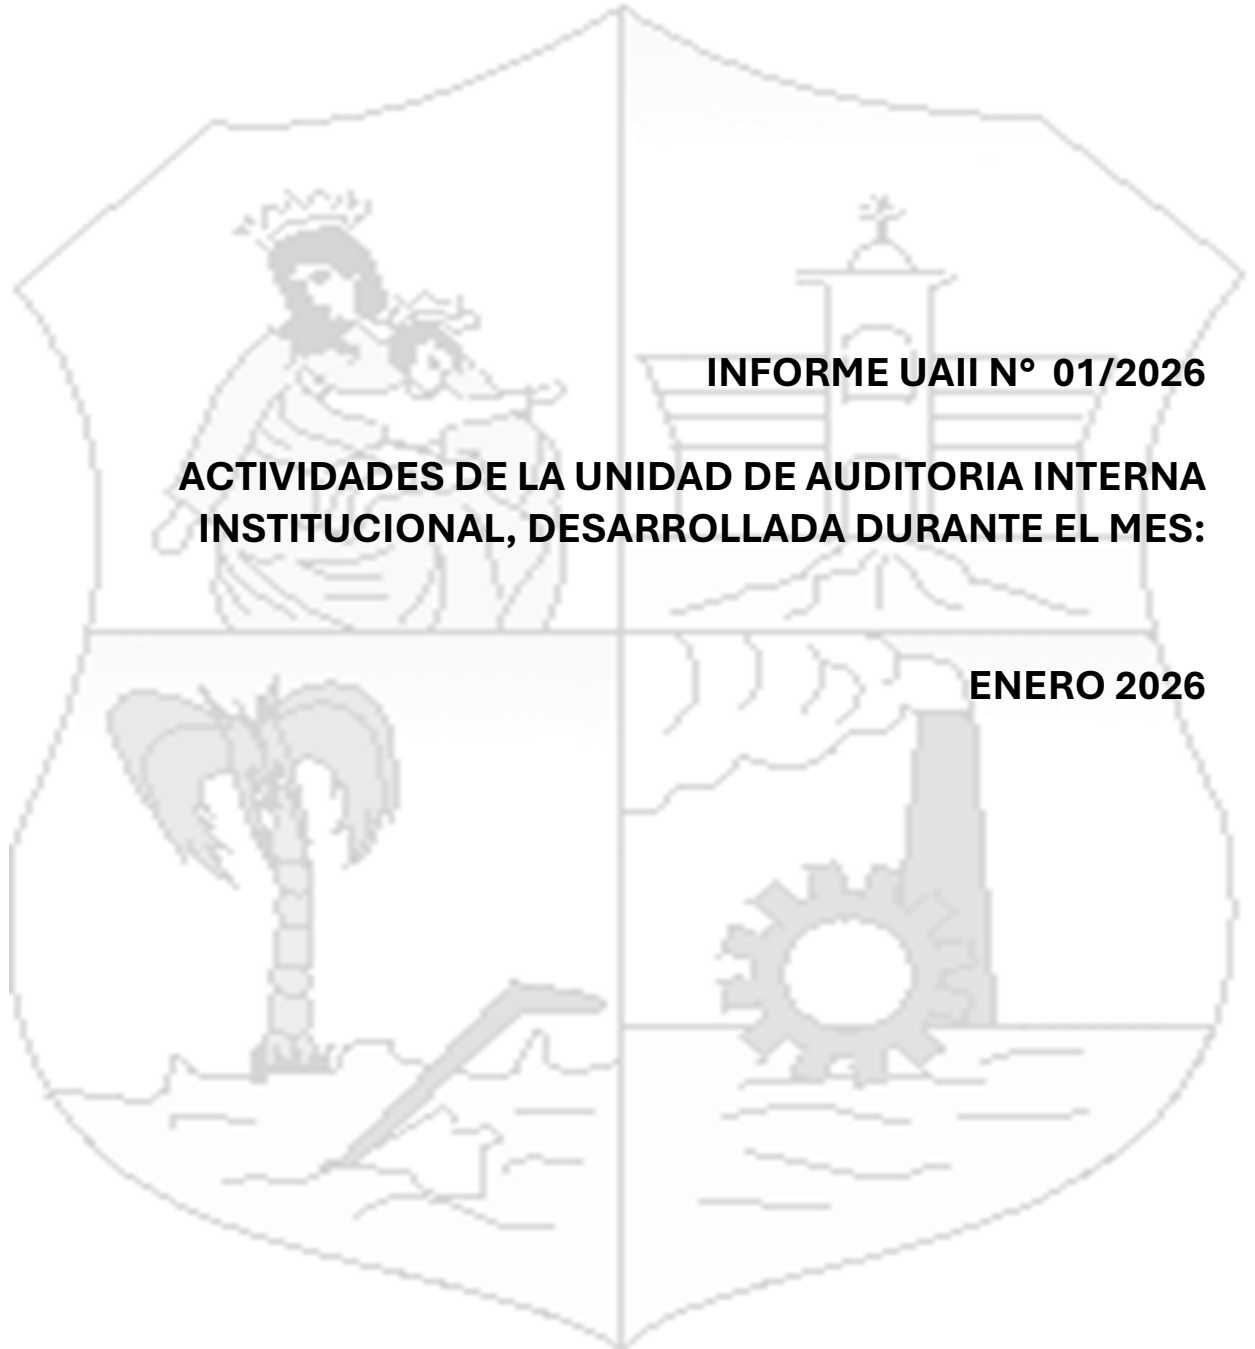 INFORME UAII N° 01/2026
ACTIVIDADES DE LA UNIDAD DE AUDITORIA INTERNA
INSTITUCIONAL, DESARROLLADA DURANTE EL MES:
ENERO 2026